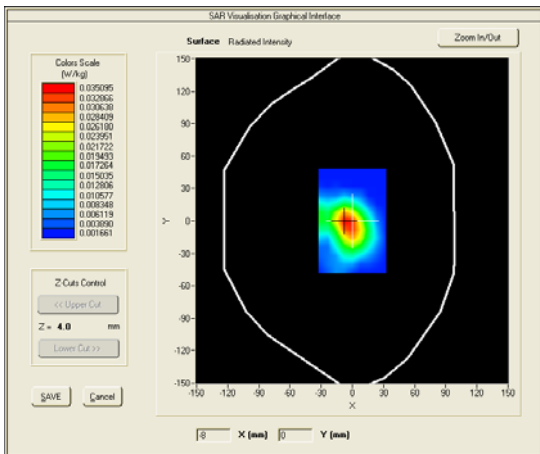 SAR Visualisation Graphical Interface
Surface Radiated Intensity
Zoom In/Out
Colors Scale
(W/kg)
0.035095
0.032866
0.030638
0.028409
0.026180
0.023951
0.021722
0.019493
0.017264
0.015035
0.012806
0.010577
0.008348
0.006119
0.003890
0.001661
Z-Cuts Control
<< Upper Cut
Z = 4.0 mm
Lower Cut >>
SAVE Cancel
Y
150
120
90
60
30
0
-30
-60
-90
-120
-150
-150 -120 -90 -60 -30 0 30 60 90 120 150
X
-8 X (mm) 0 Y (mm)